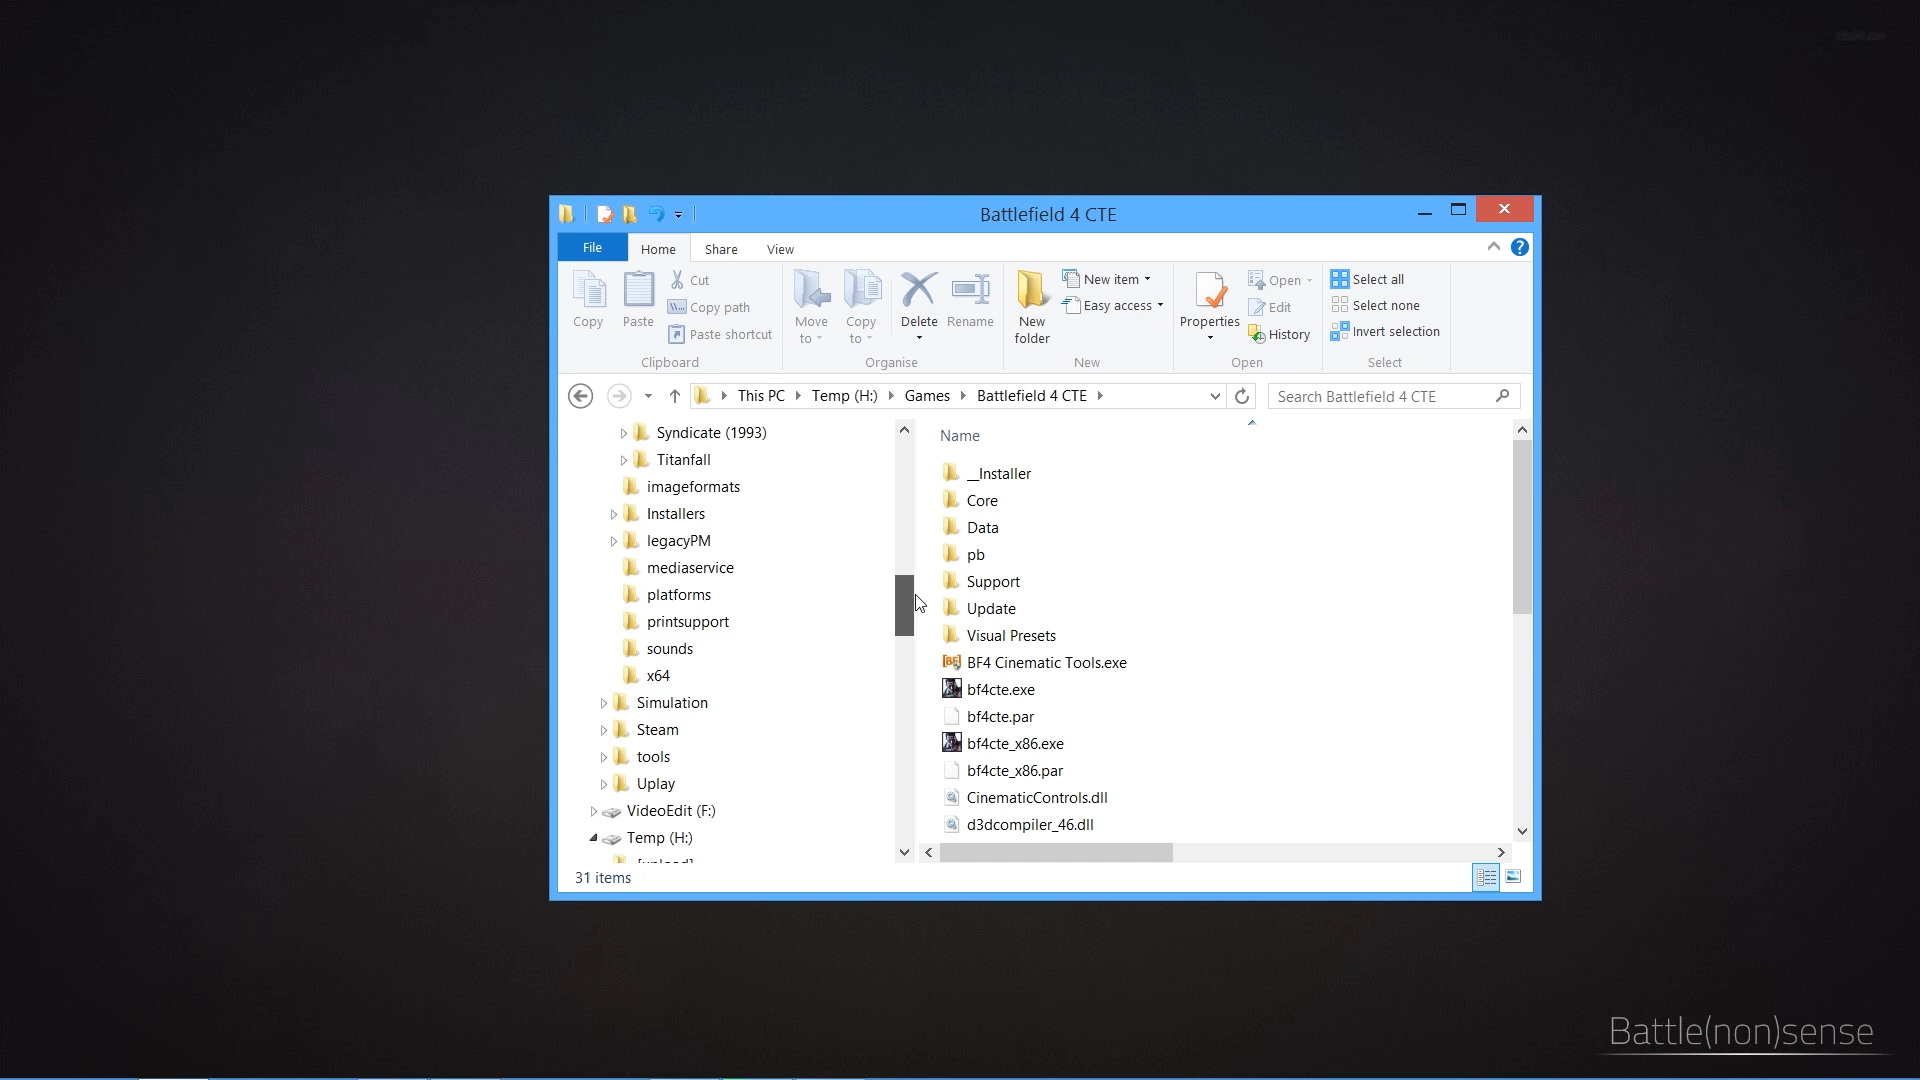 Battlefield 4 CTE
File
Home
Share
View
Copy
Paste
Cut
Copy path
Paste shortcut
Clipboard
Move to
Copy to
Delete
Rename
Organise
New folder
New item
Easy access
New
Properties
Open
Edit
History
Open
Select all
Select none
Invert selection
Select
This PC
Temp (H:)
Games
Battlefield 4 CTE
Search Battlefield 4 CTE
Syndicate (1993)
Titanfall
imageformats
Installers
legacyPM
mediaservice
platforms
printsupport
sounds
x64
Simulation
Steam
tools
Uplay
VideoEdit (F:)
Temp (H:)
Name
__Installer
Core
Data
pb
Support
Update
Visual Presets
BF4 Cinematic Tools.exe
bf4cte.exe
bf4cte.par
bf4cte_x86.exe
bf4cte_x86.par
CinematicControls.dll
d3dcompiler_46.dll
31 items
Battle(non)sense